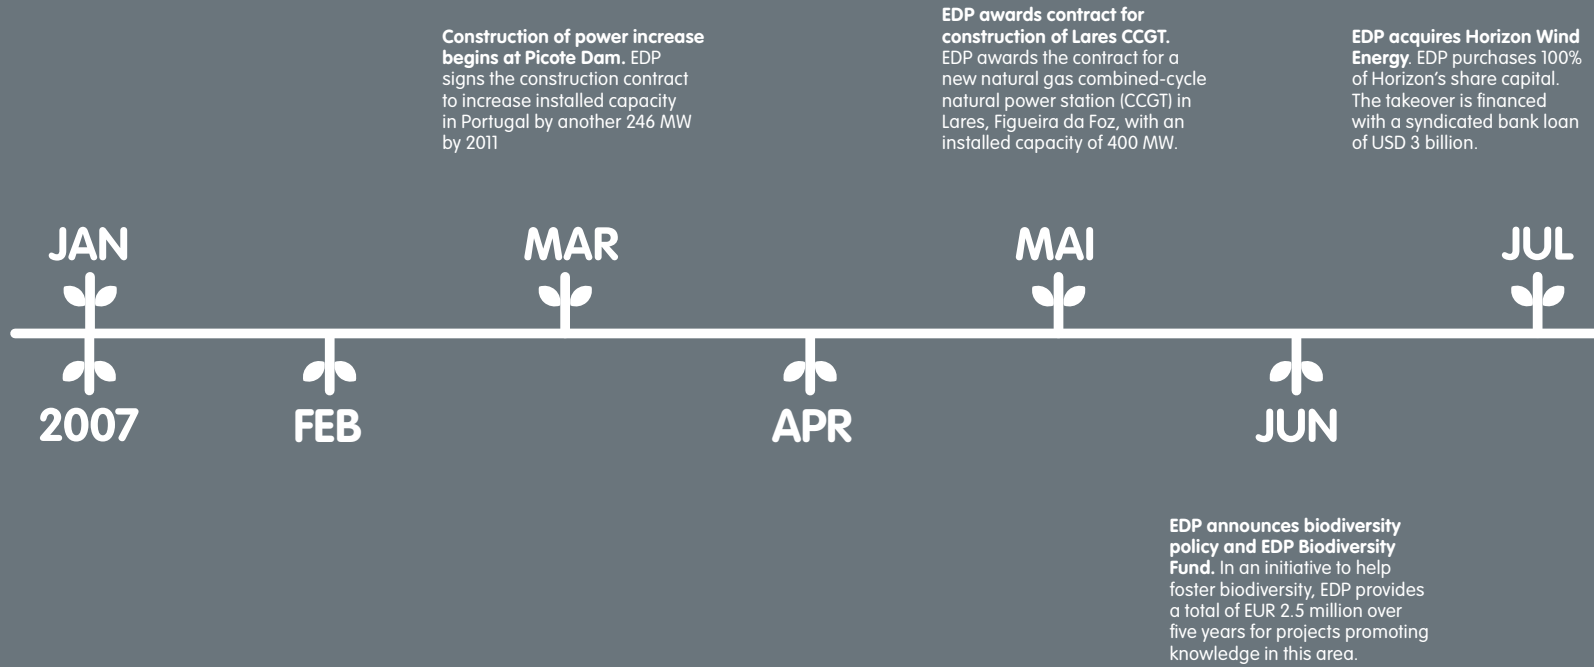 Construction of power increase
begins at Picote Dam. EDP
signs the construction contract
to increase installed capacity
in Portugal by another 246 MW
by 2011
EDP awards contract for
construction of Lares CCGT.
EDP awards the contract for a
new natural gas combined-cycle
natural power station (CCGT) in
Lares, Figueira da Foz, with an
installed capacity of 400 MW.
EDP acquires Horizon Wind
Energy. EDP purchases 100%
of Horizon's share capital.
The takeover is financed
with a syndicated bank loan
of USD 3 billion.
JAN
MAR
MAI
JUL
2007
FEB
APR
JUN
EDP announces biodiversity
policy and EDP Biodiversity
Fund. In an initiative to help
foster biodiversity, EDP provides
a total of EUR 2.5 million over
five years for projects promoting
knowledge in this area.